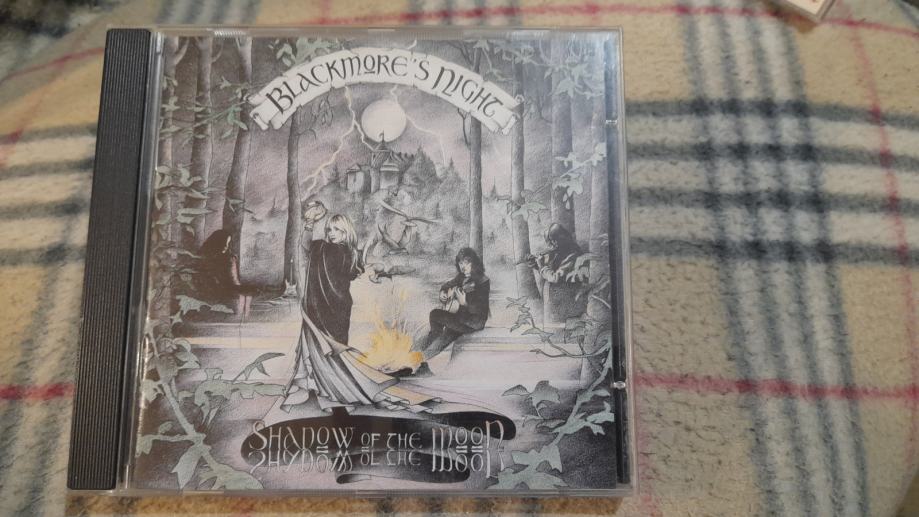 BLACKMORE'S NIGHT
SHADOW OF THE MOON